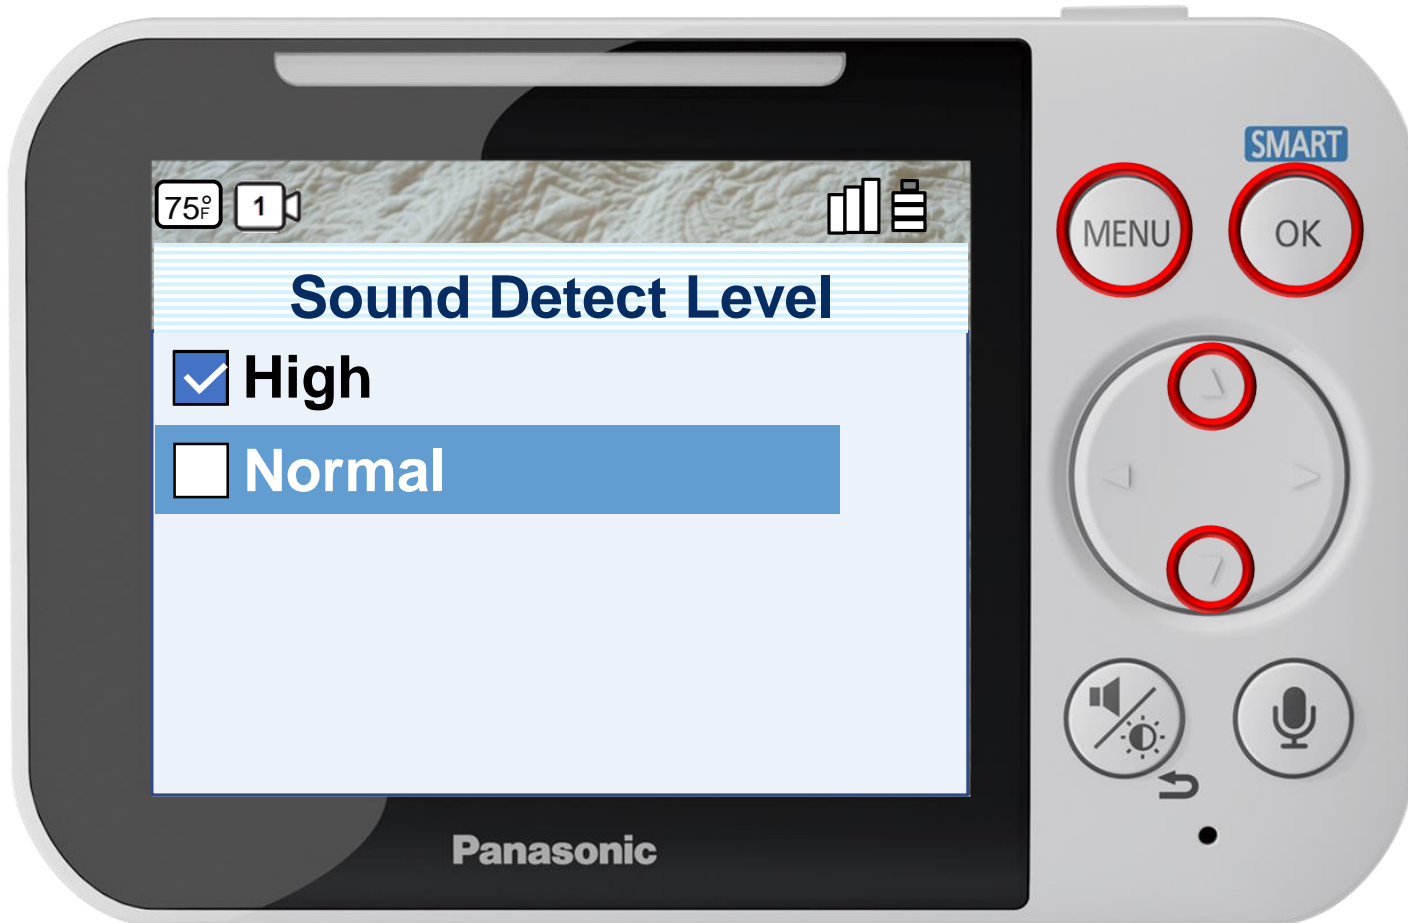 SMART
75°F 1
MENU OK
Sound Detect Level
High
Normal
Panasonic